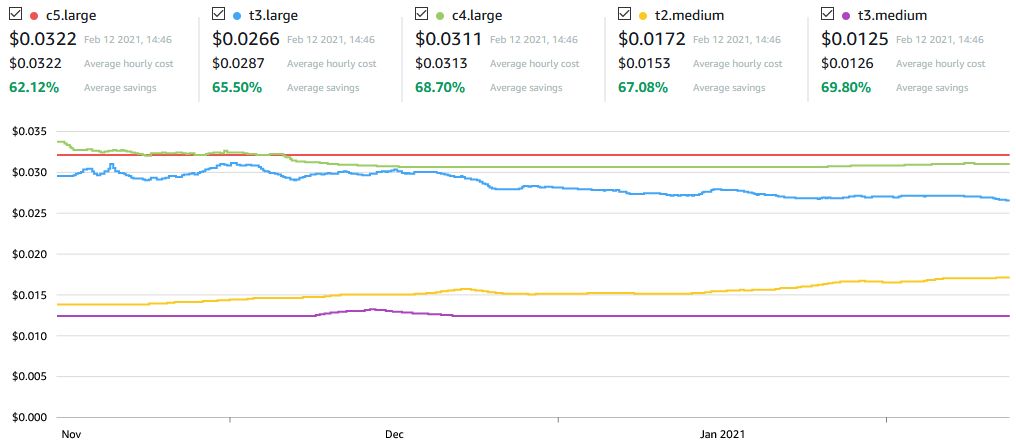 c5.large t3.large c4.large t2.medium t3.medium
$0.0322 Feb 12 2021, 14:46 $0.0266 Feb 12 2021, 14:46 $0.0311 Feb 12 2021, 14:46 $0.0172 Feb 12 2021, 14:46 $0.0125 Feb 12 2021, 14:46
$0.0322 Average hourly cost $0.0287 Average hourly cost $0.0313 Average hourly cost $0.0153 Average hourly cost $0.0126 Average hourly cost
62.12% Average savings 65.50% Average savings 68.70% Average savings 67.08% Average savings 69.80% Average savings
$0.035
$0.030
$0.025
$0.020
$0.015
$0.010
$0.005
$0.000
Nov Dec Jan 2021